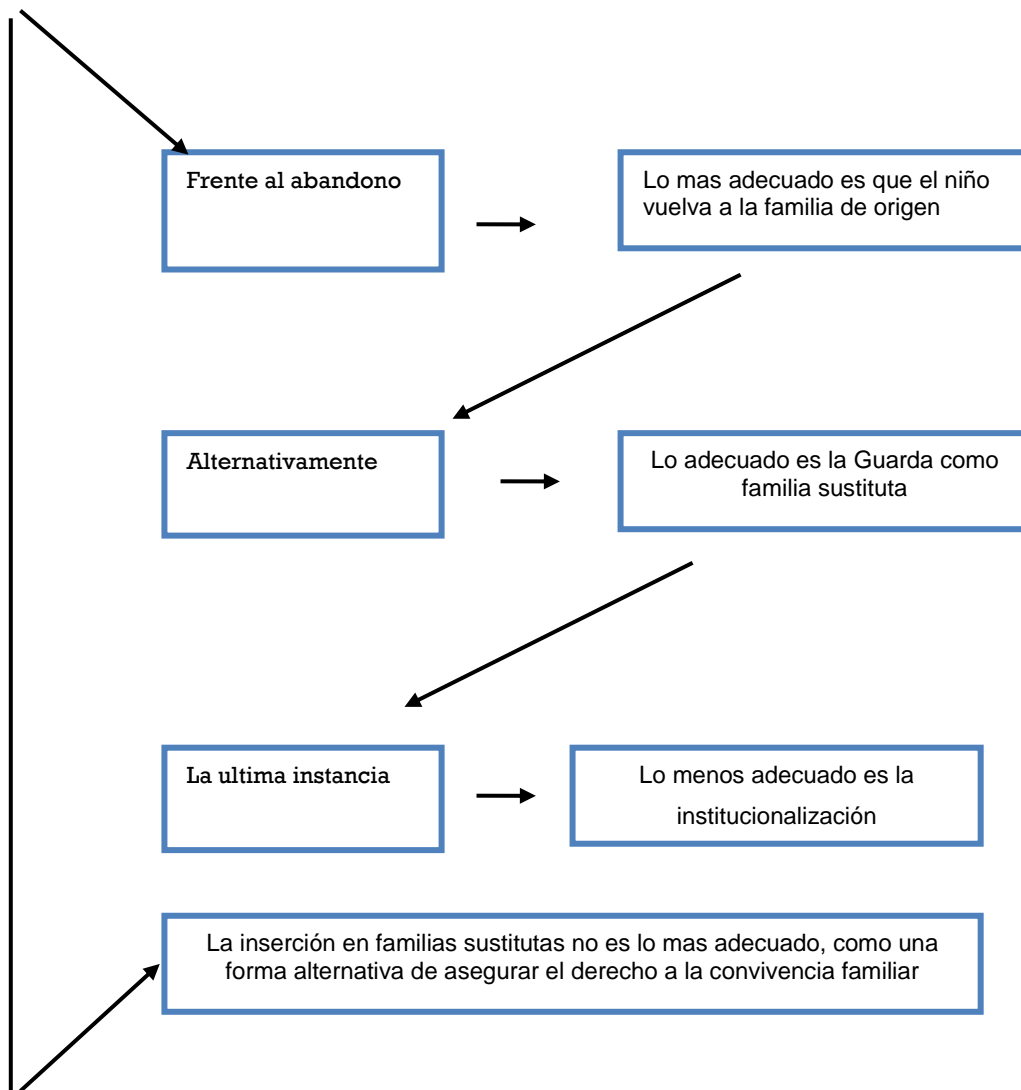 Frente al abandono
Lo mas adecuado es que el niño
vuelva a la familia de origen
Alternativamente
Lo adecuado es la Guarda como
familia sustituta
La ultima instancia
Lo menos adecuado es la
institucionalización
La inserción en familias sustitutas no es lo mas adecuado, como una
forma alternativa de asegurar el derecho a la convivencia familiar